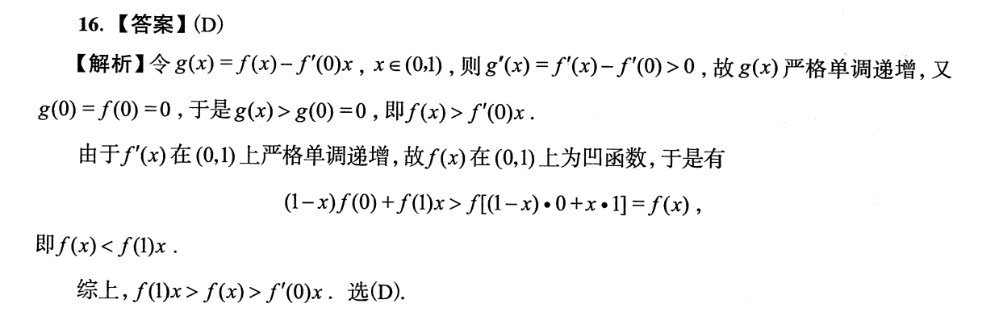 16.【答案】(D)
【解析】令 g(x) = f(x) − f′(0)x , x∈(0,1) , 则 g′(x) = f′(x) − f′(0) > 0 , 故 g(x) 严格单调递增, 又
g(0) = f(0) = 0 , 于是 g(x) > g(0) = 0 , 即 f(x) > f′(0)x .
由于 f′(x) 在 (0,1) 上严格单调递增, 故 f(x) 在 (0,1) 上为凹函数, 于是有
(1−x)f(0) + f(1)x > f[(1−x)•0+x•1] = f(x) ,
即 f(x) < f(1)x .
综上, f(1)x > f(x) > f′(0)x . 选(D).